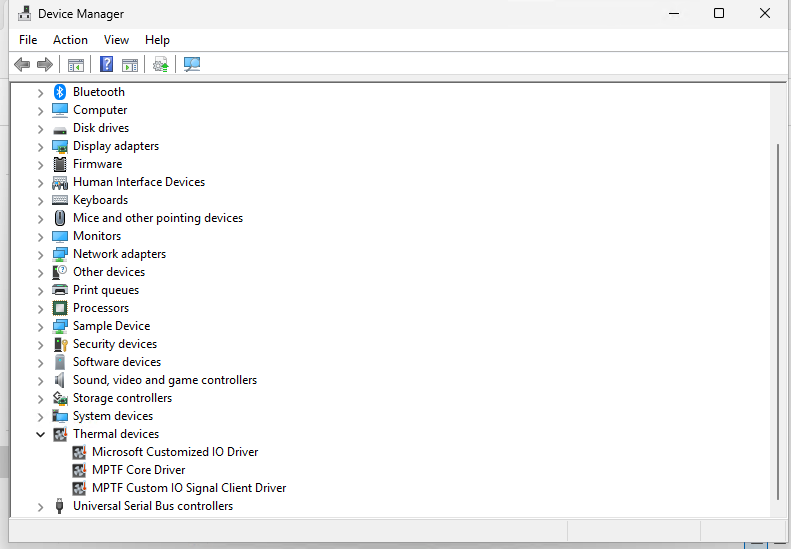 Device Manager
File Action View Help
Bluetooth
Computer
Disk drives
Display adapters
Firmware
Human Interface Devices
Keyboards
Mice and other pointing devices
Monitors
Network adapters
Other devices
Print queues
Processors
Sample Device
Security devices
Software devices
Sound, video and game controllers
Storage controllers
System devices
Thermal devices
Microsoft Customized IO Driver
MPTF Core Driver
MPTF Custom IO Signal Client Driver
Universal Serial Bus controllers